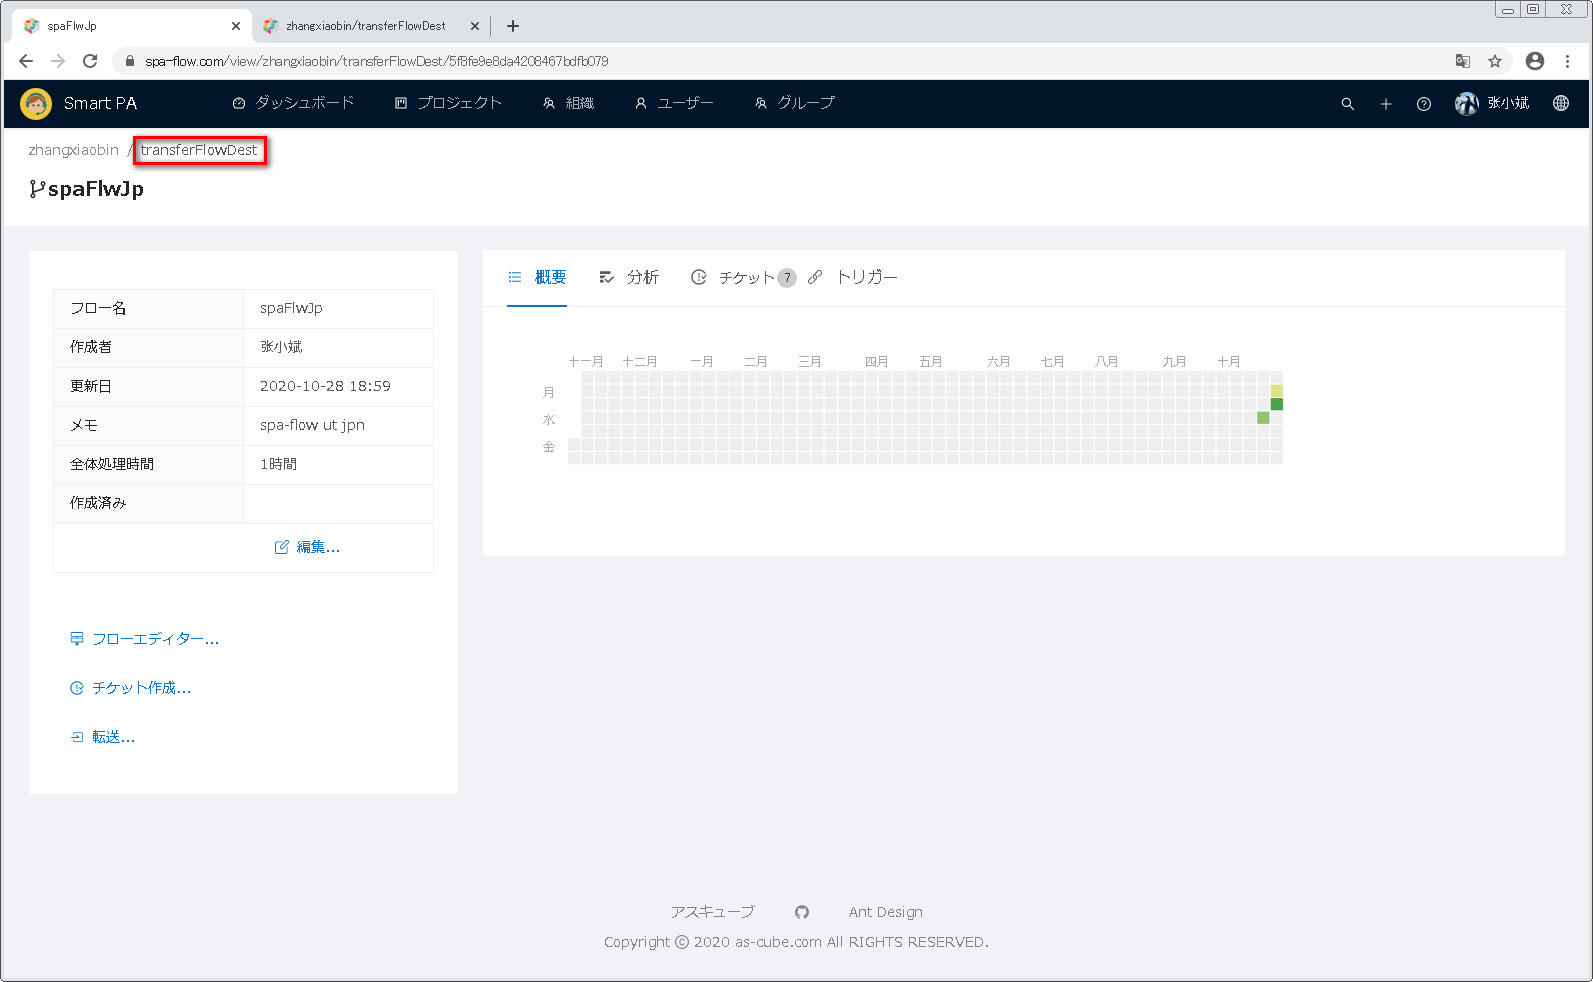 spaFlwJp
zhangxiaobin/transferFlowDest
spa-flow.com/view/zhangxiaobin/transferFlowDest/5f8fe9e8da4208467bdfb079
Smart PA ダッシュボード プロジェクト 組織 ユーザー グループ 张小斌
zhangxiaobin / transferFlowDest
spaFlwJp
フロー名 spaFlwJp
作成者 张小斌
更新日 2020-10-28 18:59
メモ spa-flow ut jpn
全体処理時間 1時間
作成済み
編集...
フローエディター...
チケット作成...
転送...
概要 分析 チケット 7 トリガー
十一月 十二月 一月 二月 三月 四月 五月 六月 七月 八月 九月 十月
月
水
金
アスキューブ Ant Design
Copyright © 2020 as-cube.com All RIGHTS RESERVED.